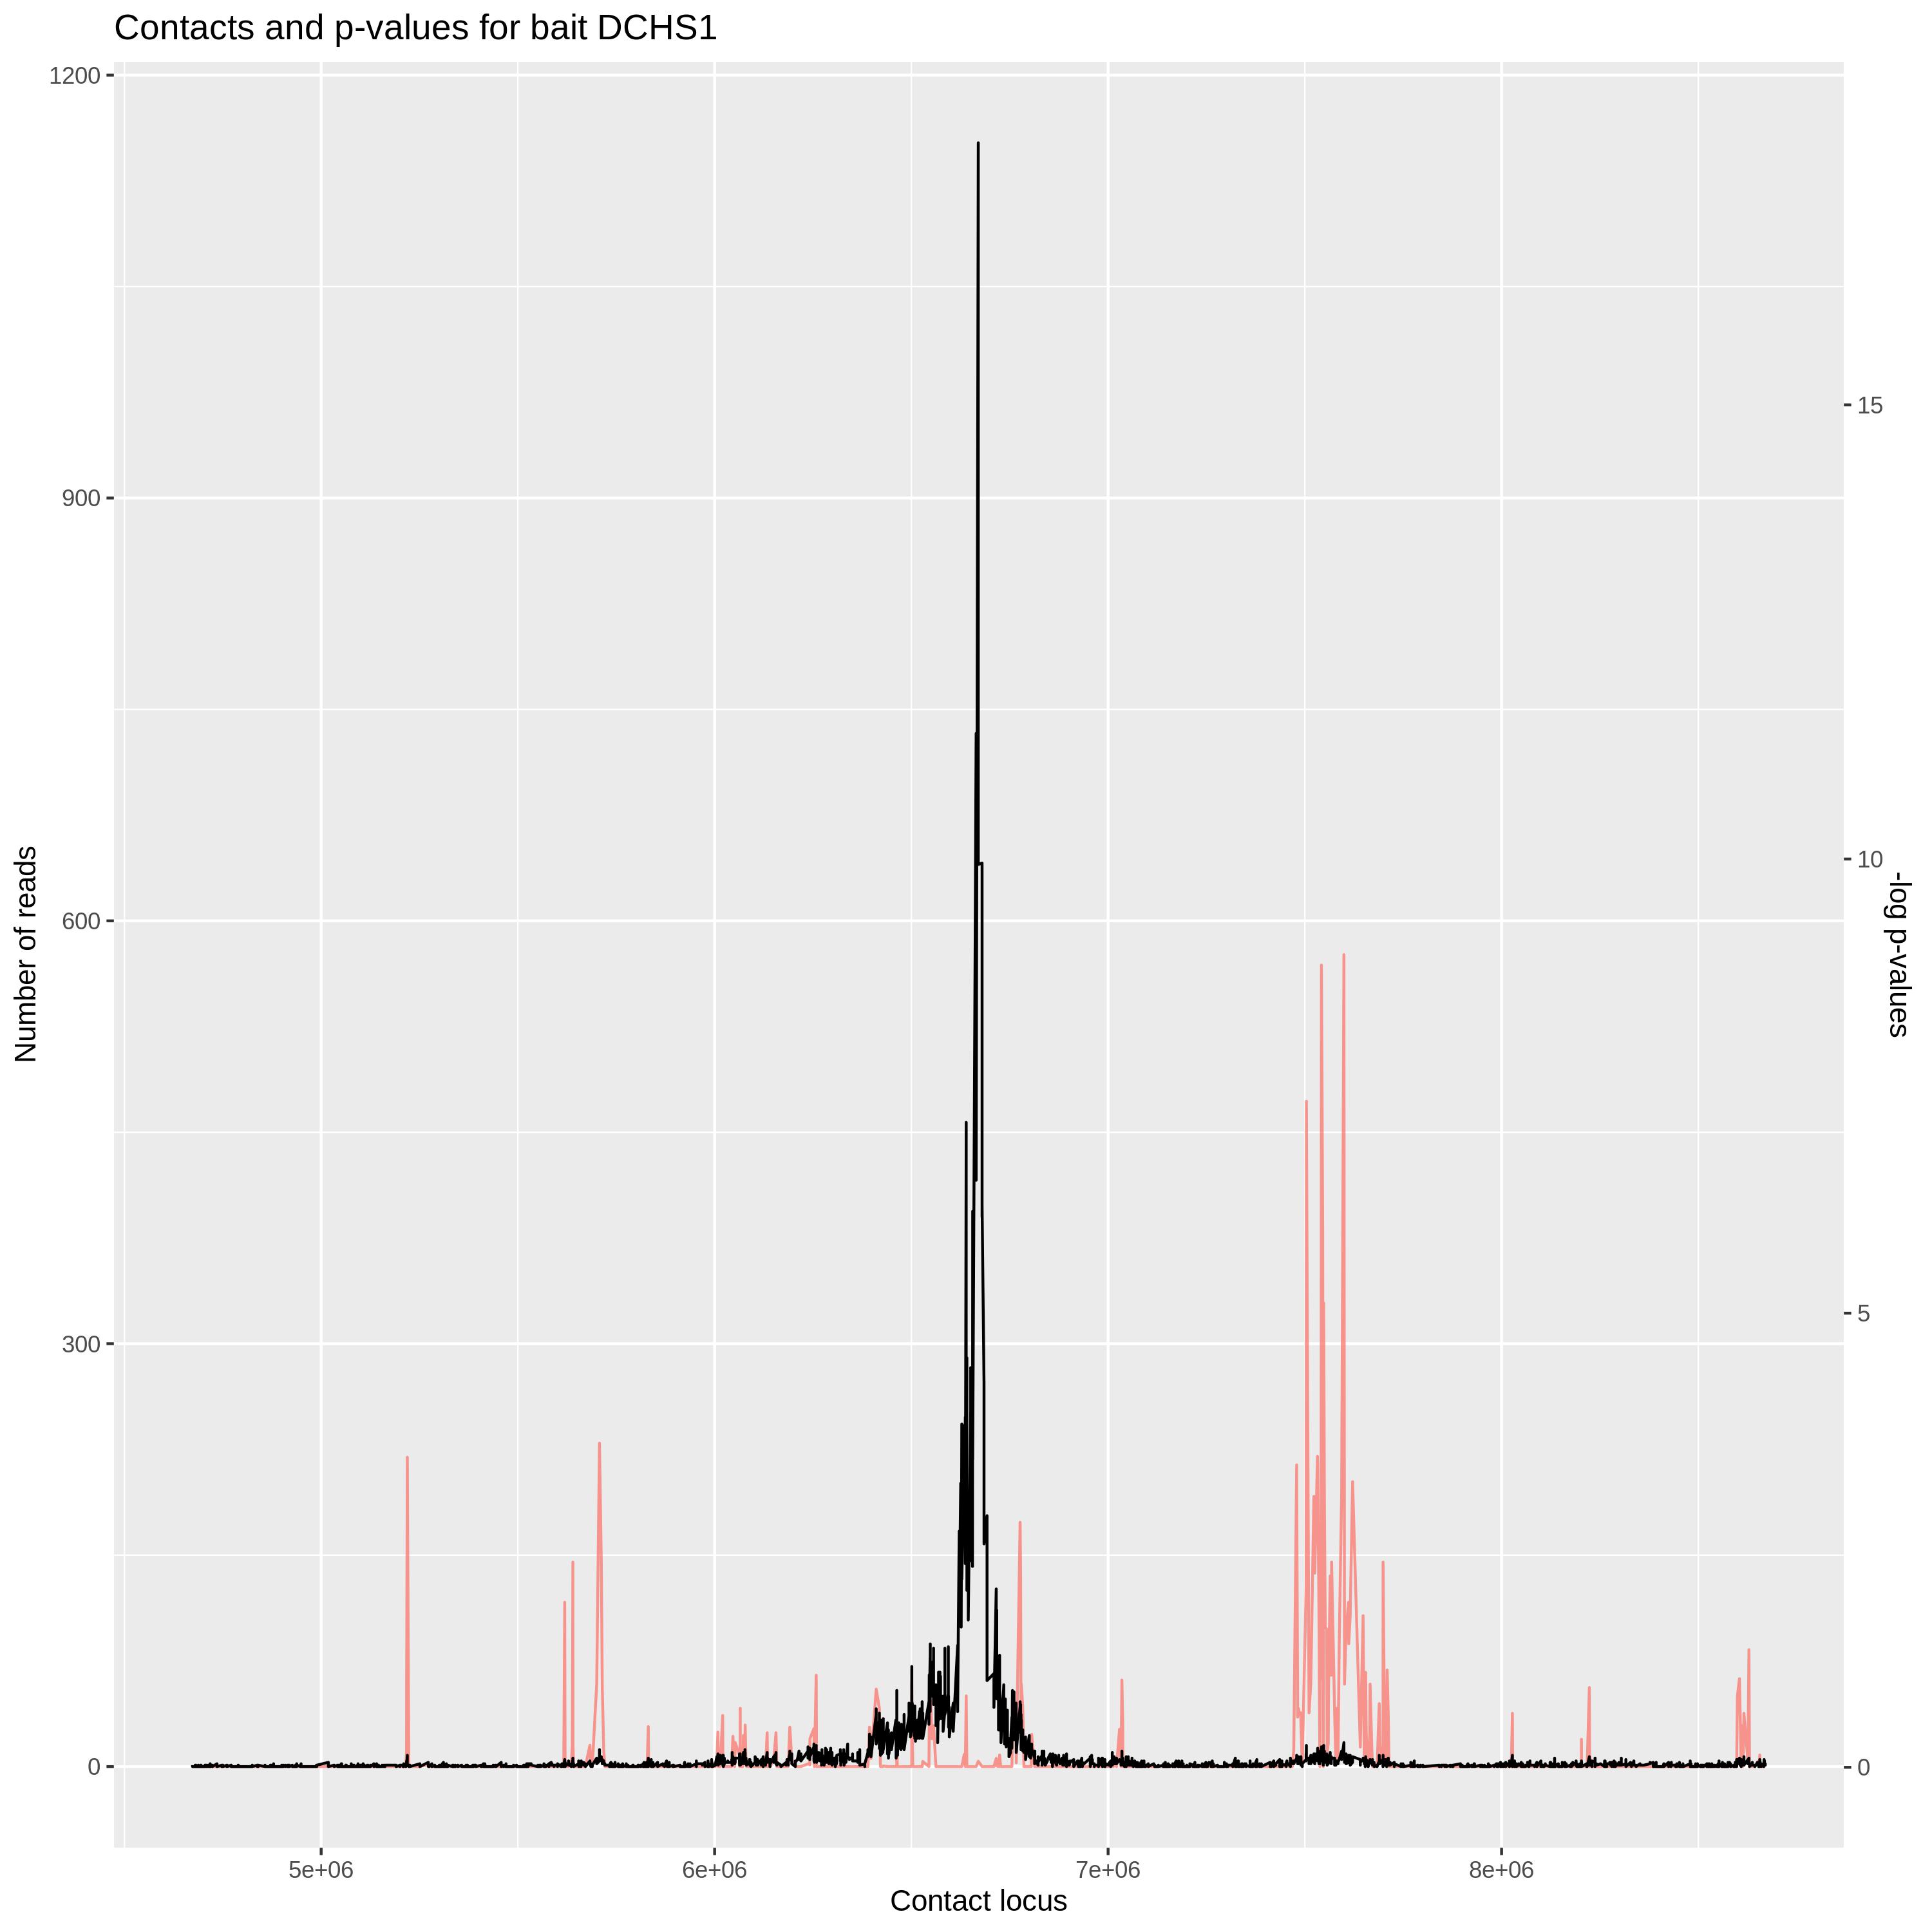 Contacts and p-values for bait DCHS1
1200
900
600
300
0
Number of reads
15
10
5
0
-log p-values
5e+06 6e+06 7e+06 8e+06
Contact locus